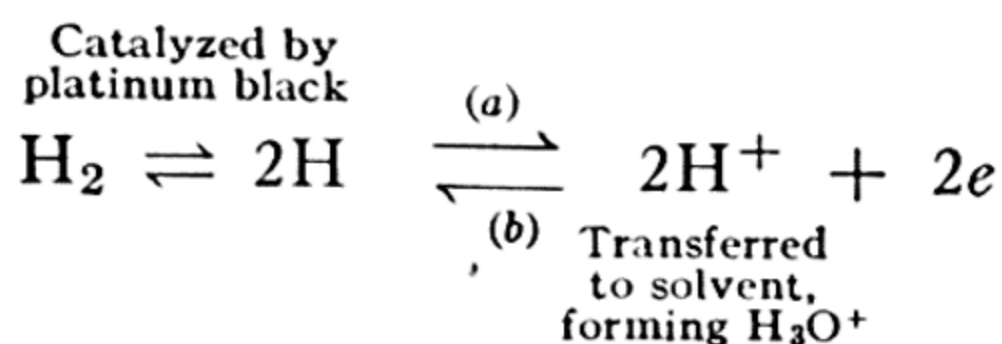 Catalyzed by
platinum black
(a)
H₂ ⇌ 2H ⇌ 2H⁺ + 2e
(b)
Transferred
to solvent,
forming H₃O⁺